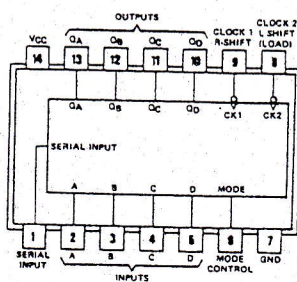 OUTPUTS
VCC QA QB QC QD CLOCK 1 R-SHIFT CLOCK 2 L SHIFT (LOAD)
14 13 12 11 10 9 8
QA QB QC QD CK1 CK2
SERIAL INPUT
A B C D MODE
1 2 3 4 5 6 7
SERIAL INPUT A B C D MODE CONTROL GND
INPUTS